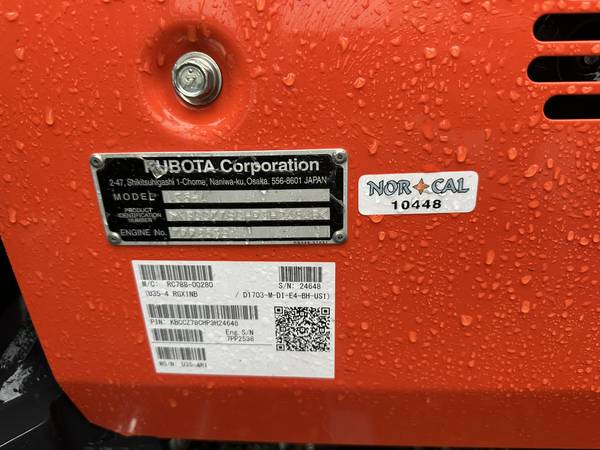 KUBOTA Corporation
2-47, Shikitsuhigashi 1-Chome, Naniwa-ku, Osaka. 556-8601 JAPAN
MODEL
PRODUCT
IDENTIFICATION
NUMBER
ENGINE No.
NOR CAL
10448
M/C: RC788-00280 S/N: 24648
(U35-4 RGX1NB / D1703-M-DI-E4-BH-US1)
PIN: KBCCZ78CHP3H24648
Eng S/N
7PP2538
WG/N: U35-4R1